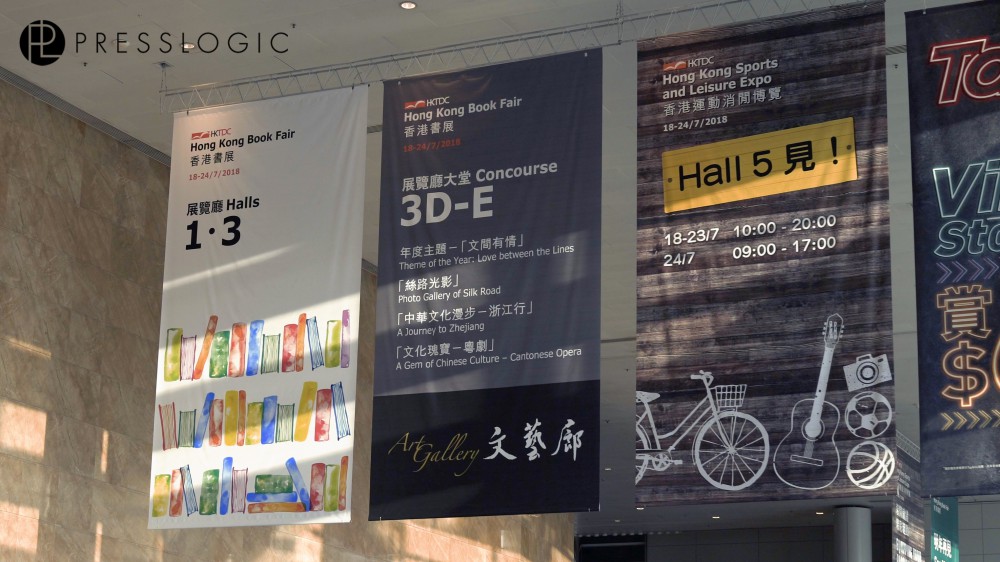 PRESSLOGIC
HKTDC
Hong Kong Book Fair
香港書展
18-24/7/2018
展覽廳 Halls
1·3
HKTDC
Hong Kong Book Fair
香港書展
18-24/7/2018
展覽廳大堂 Concourse
3D-E
年度主題－「文間有情」
Theme of the Year: Love between the Lines
「絲路光影」
Photo Gallery of Silk Road
「中華文化漫步－浙江行」
A Journey to Zhejiang
「文化瑰寶－粵劇」
A Gem of Chinese Culture – Cantonese Opera
Art Gallery 文藝廊
HKTDC
Hong Kong Sports
and Leisure Expo
香港運動消閒博覽
18-24/7/2018
Hall 5 見！
18-23/7 10:00 - 20:00
24/7 09:00 - 17:00
賞
$